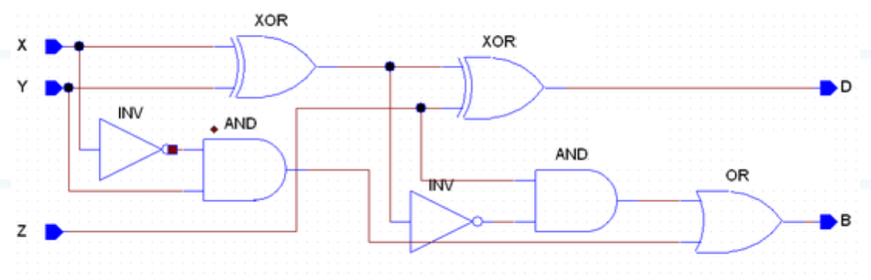 XOR
X
XOR
Y
D
INV
AND
AND
OR
INV
Z
B